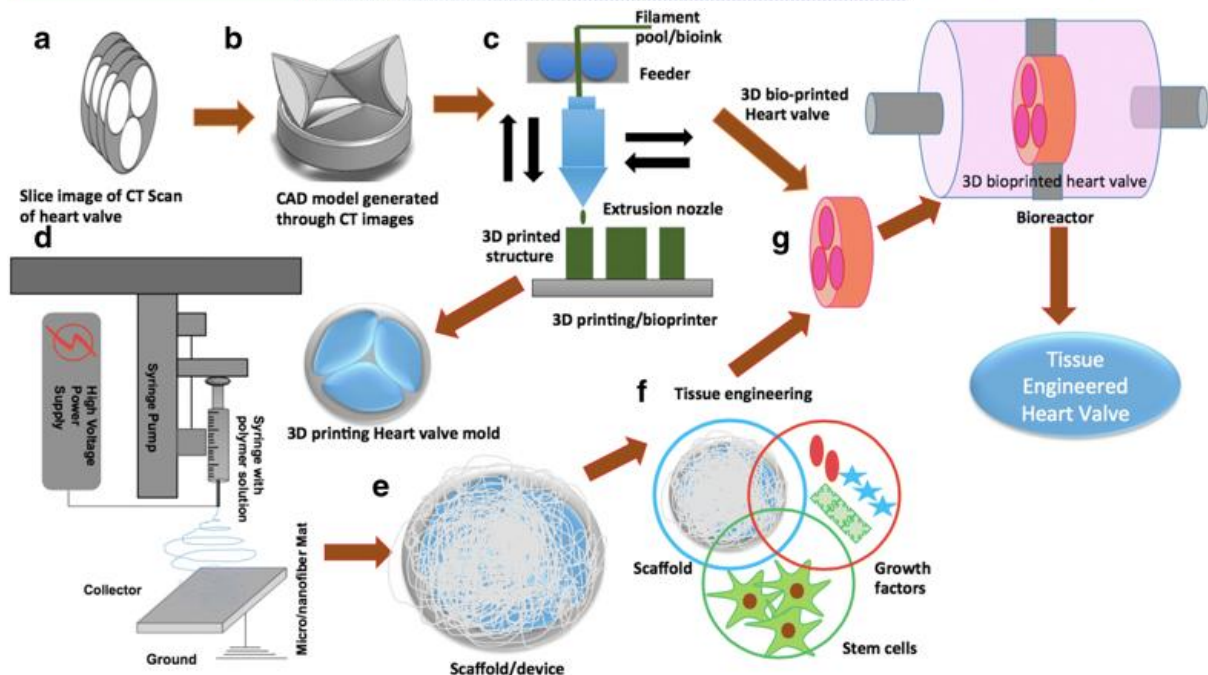 a
Slice image of CT Scan
of heart valve
b
CAD model generated
through CT images
c
Filament
pool/bioink
Feeder
Extrusion nozzle
3D printed
structure
3D printing/bioprinter
3D bio-printed
Heart valve
3D printing Heart valve mold
d
High Voltage
Power
Supply
Syringe Pump
Syringe with
polymer solution
Collector
Ground
Micro/nanofiber Mat
e
Scaffold/device
f
Tissue engineering
Scaffold
Growth
factors
Stem cells
g
3D bioprinted heart valve
Bioreactor
Tissue
Engineered
Heart Valve